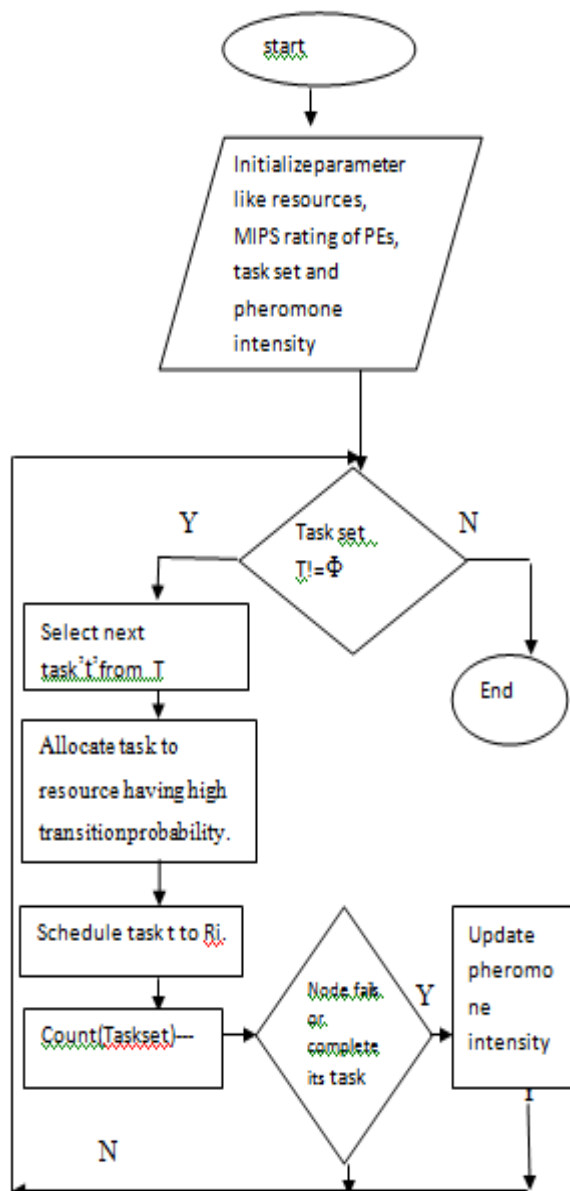 start
Initializeparameter
like resources,
MIPS rating of PEs,
task set and
pheromone
intensity
Y
N
Task set
T!=Φ
Select next
task't'from T
End
Allocate task to
resource having high
transitionprobability.
Schedule task t to Ri.
Count(Taskset)---
Node fails
or
complete
its task
Y
Update
pheromo
ne
intensity
N